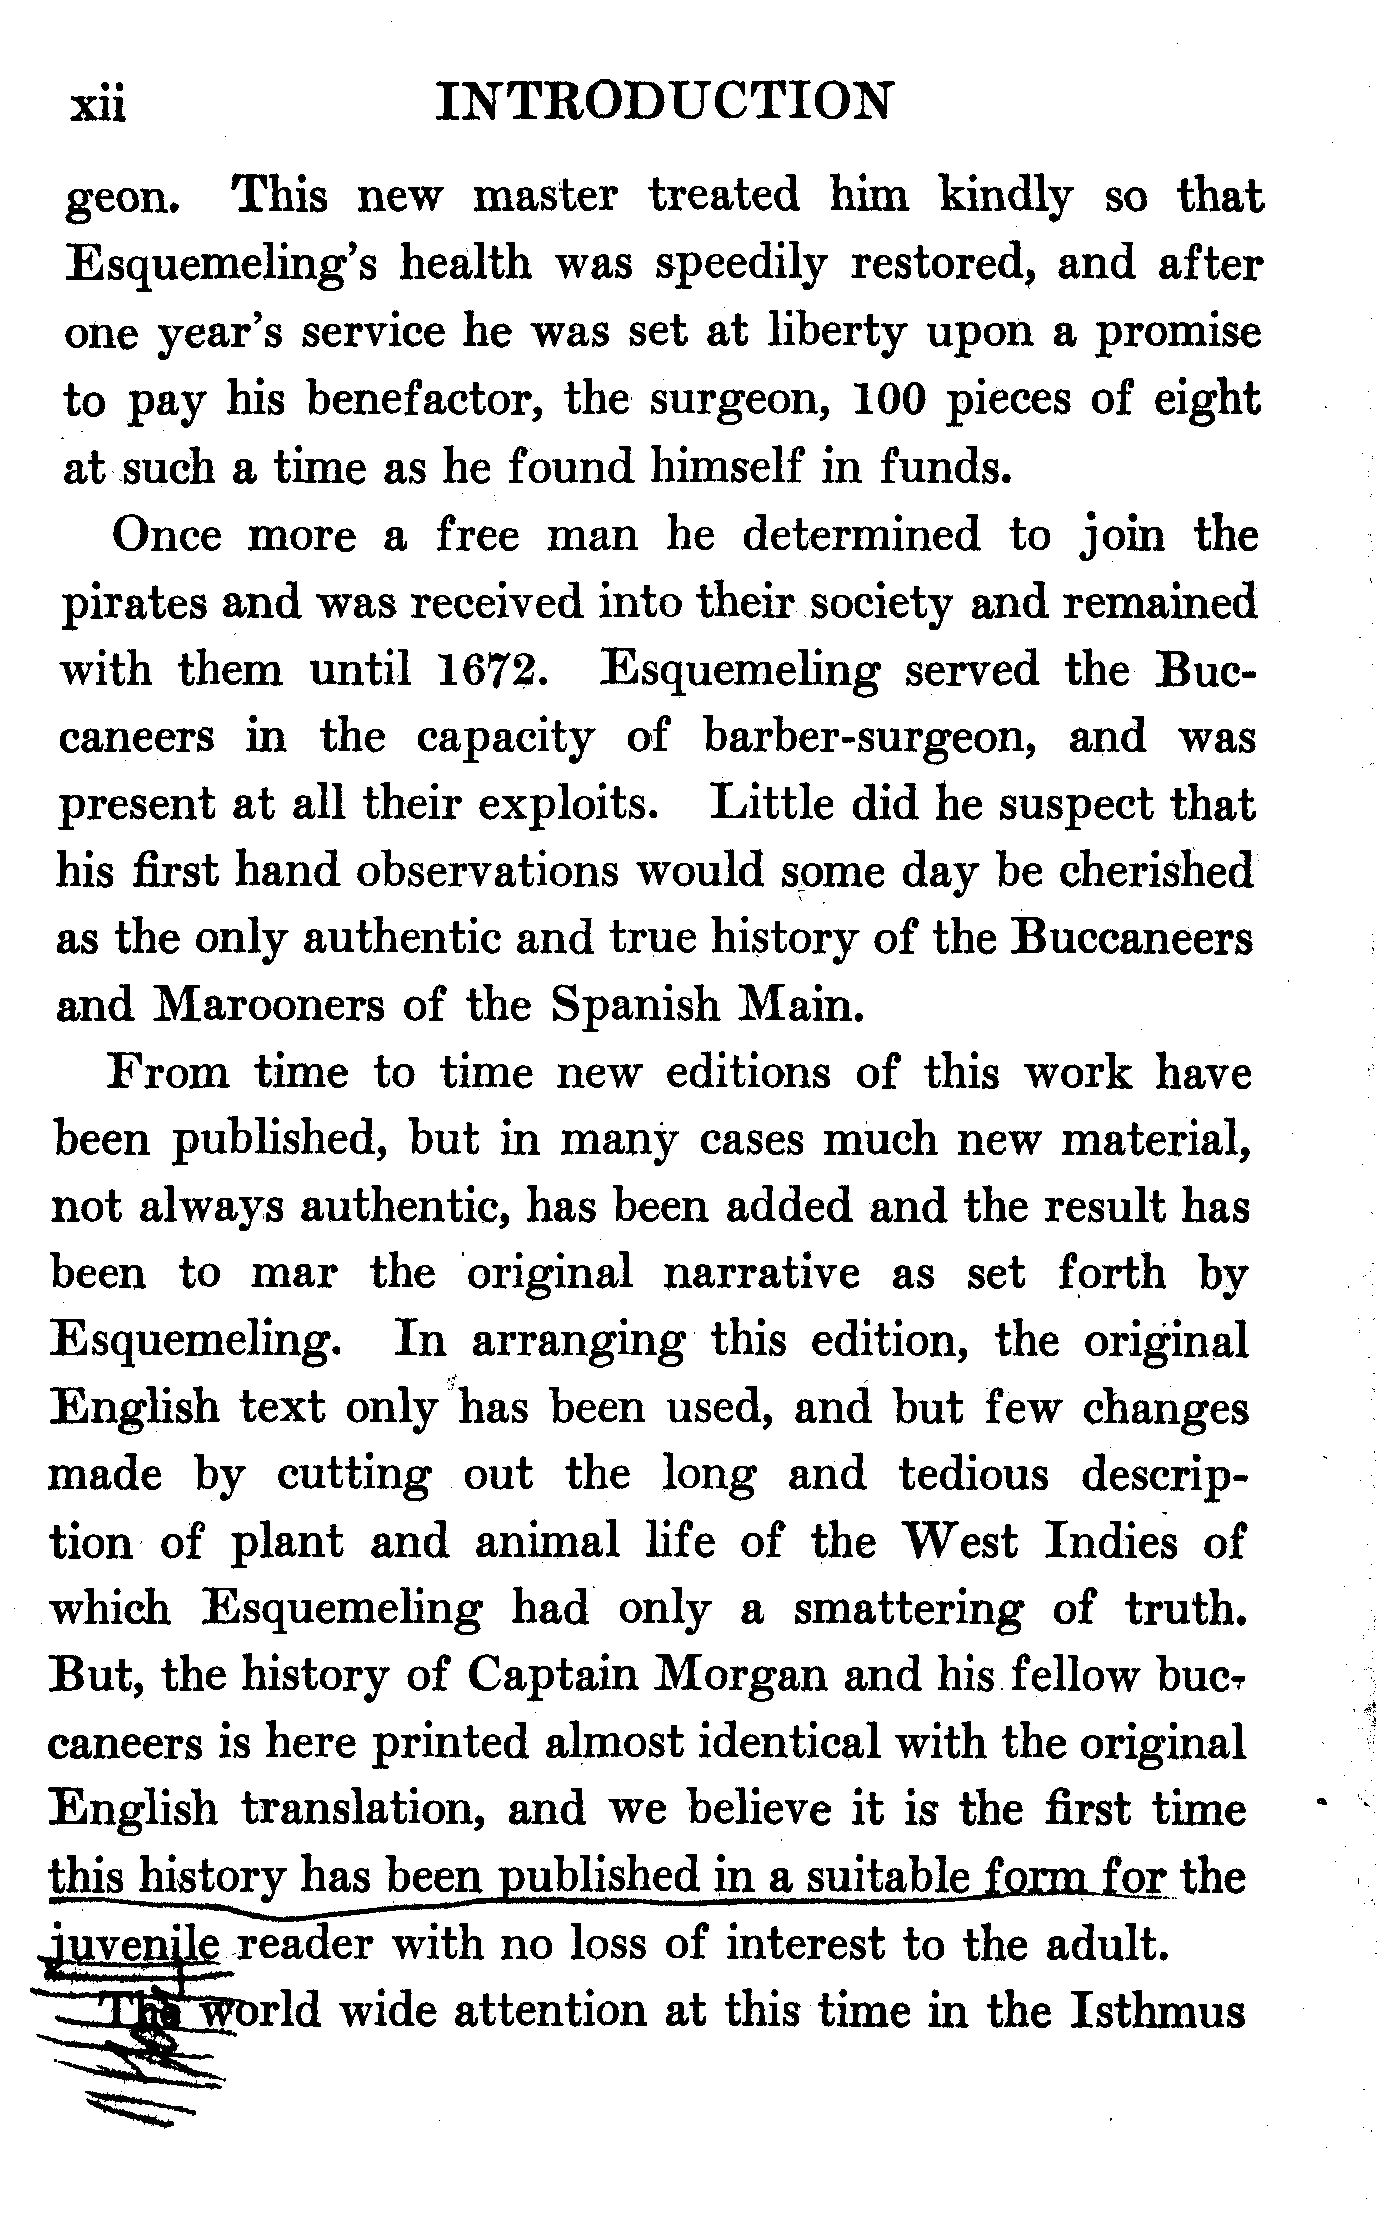 xii INTRODUCTION
geon. This new master treated him kindly so that
Esquemeling's health was speedily restored, and after
one year's service he was set at liberty upon a promise
to pay his benefactor, the surgeon, 100 pieces of eight
at such a time as he found himself in funds.
Once more a free man he determined to join the
pirates and was received into their society and remained
with them until 1672. Esquemeling served the Buc-
caneers in the capacity of barber-surgeon, and was
present at all their exploits. Little did he suspect that
his first hand observations would some day be cherished
as the only authentic and true history of the Buccaneers
and Marooners of the Spanish Main.
From time to time new editions of this work have
been published, but in many cases much new material,
not always authentic, has been added and the result has
been to mar the original narrative as set forth by
Esquemeling. In arranging this edition, the original
English text only has been used, and but few changes
made by cutting out the long and tedious descrip-
tion of plant and animal life of the West Indies of
which Esquemeling had only a smattering of truth.
But, the history of Captain Morgan and his fellow buc-
caneers is here printed almost identical with the original
English translation, and we believe it is the first time
this history has been published in a suitable form for the
juvenile reader with no loss of interest to the adult.
The world wide attention at this time in the Isthmus